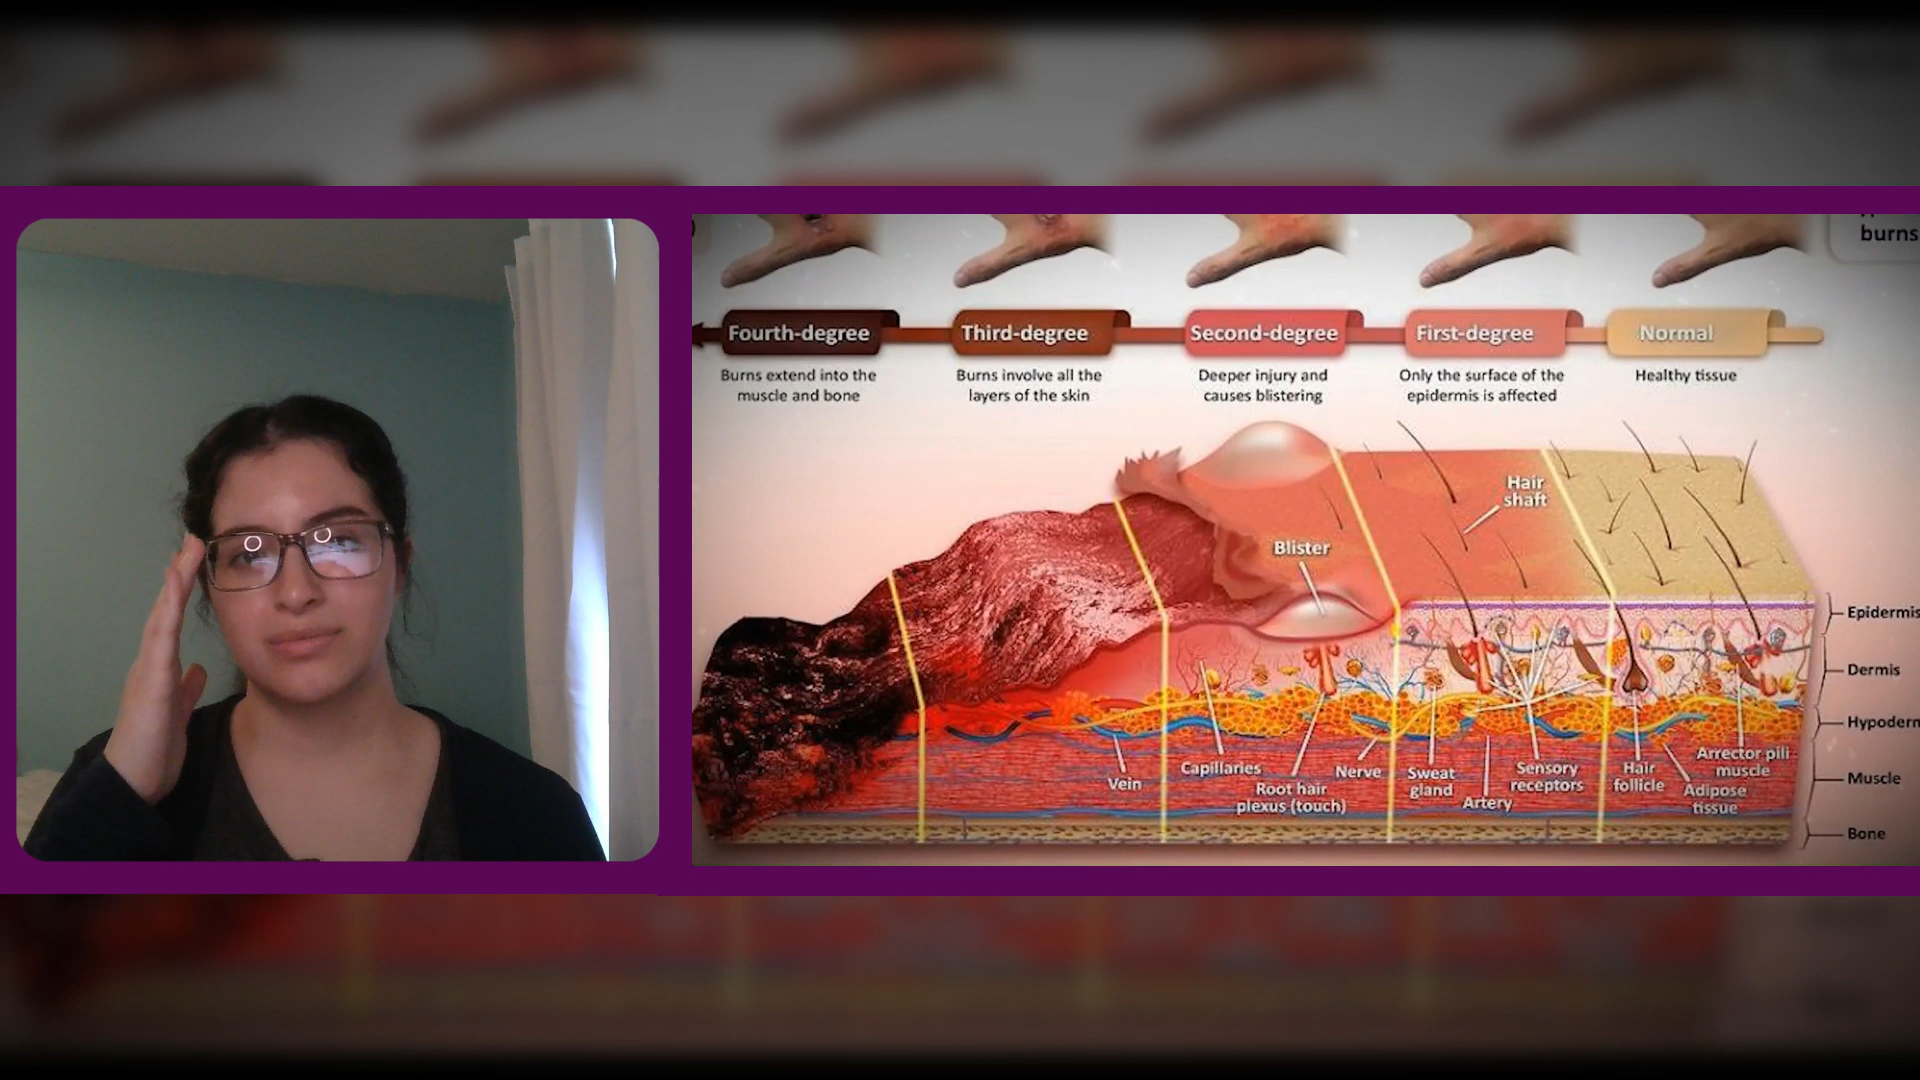 burns
Fourth-degree
Third-degree
Second-degree
First-degree
Normal
Burns extend into the
muscle and bone
Burns involve all the
layers of the skin
Deeper injury and
causes blistering
Only the surface of the
epidermis is affected
Healthy tissue
Hair
shaft
Blister
Epidermis
Dermis
Hypoderm
Muscle
Bone
Vein
Capillaries
Root hair
plexus (touch)
Nerve
Sweat
gland
Artery
Sensory
receptors
Hair
follicle
Arrector pili
muscle
Adipose
tissue